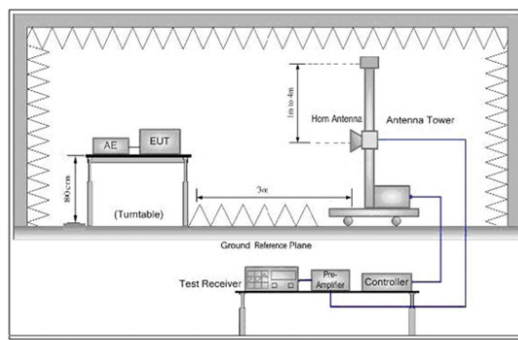 1m to 4m
Horn Antenna
Antenna Tower
AE
EUT
(Turntable)
3m
Ground Reference Plane
Test Receiver
Pre-
Amplifier
Controller